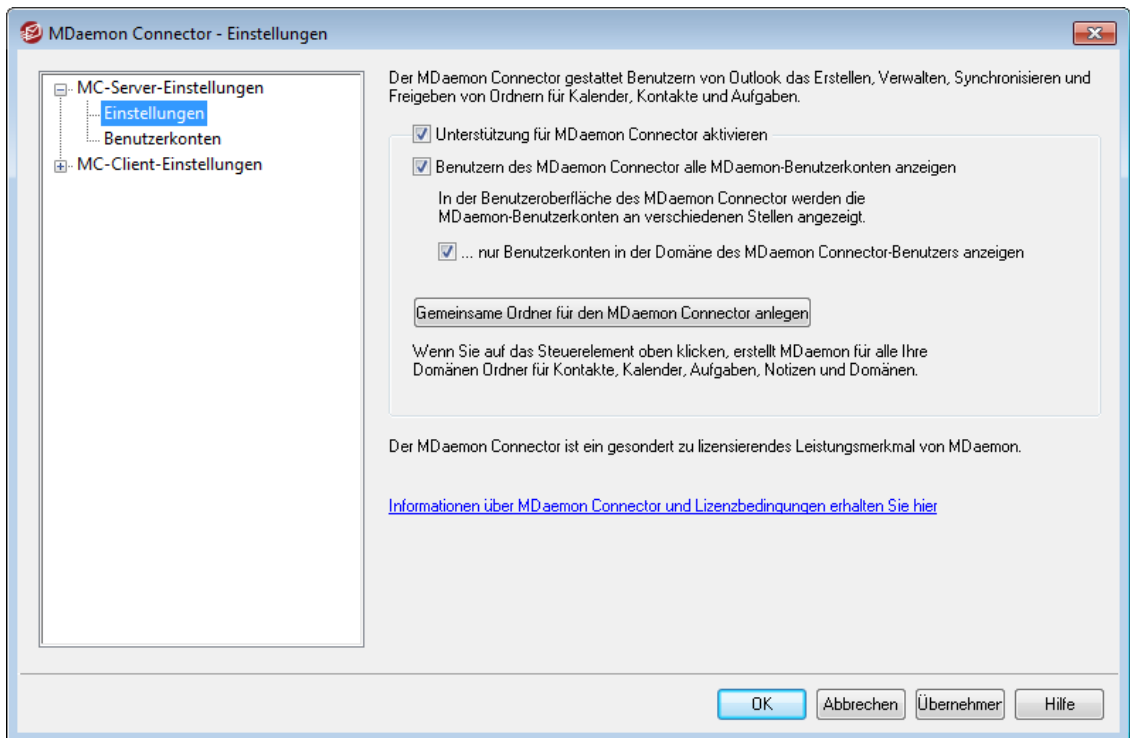 MDaemon Connector - Einstellungen
MC-Server-Einstellungen
Einstellungen
Benutzerkonten
MC-Client-Einstellungen
Der MDaemon Connector gestattet Benutzern von Outlook das Erstellen, Verwalten, Synchronisieren und
Freigeben von Ordnern für Kalender, Kontakte und Aufgaben.
Unterstützung für MDaemon Connector aktivieren
Benutzern des MDaemon Connector alle MDaemon-Benutzerkonten anzeigen
In der Benutzeroberfläche des MDaemon Connector werden die
MDaemon-Benutzerkonten an verschiedenen Stellen angezeigt.
... nur Benutzerkonten in der Domäne des MDaemon Connector-Benutzers anzeigen
Gemeinsame Ordner für den MDaemon Connector anlegen
Wenn Sie auf das Steuerelement oben klicken, erstellt MDaemon für alle Ihre
Domänen Ordner für Kontakte, Kalender, Aufgaben, Notizen und Domänen.
Der MDaemon Connector ist ein gesondert zu lizensierendes Leistungsmerkmal von MDaemon.
Informationen über MDaemon Connector und Lizenzbedingungen erhalten Sie hier
OK
Abbrechen
Übernehmer
Hilfe